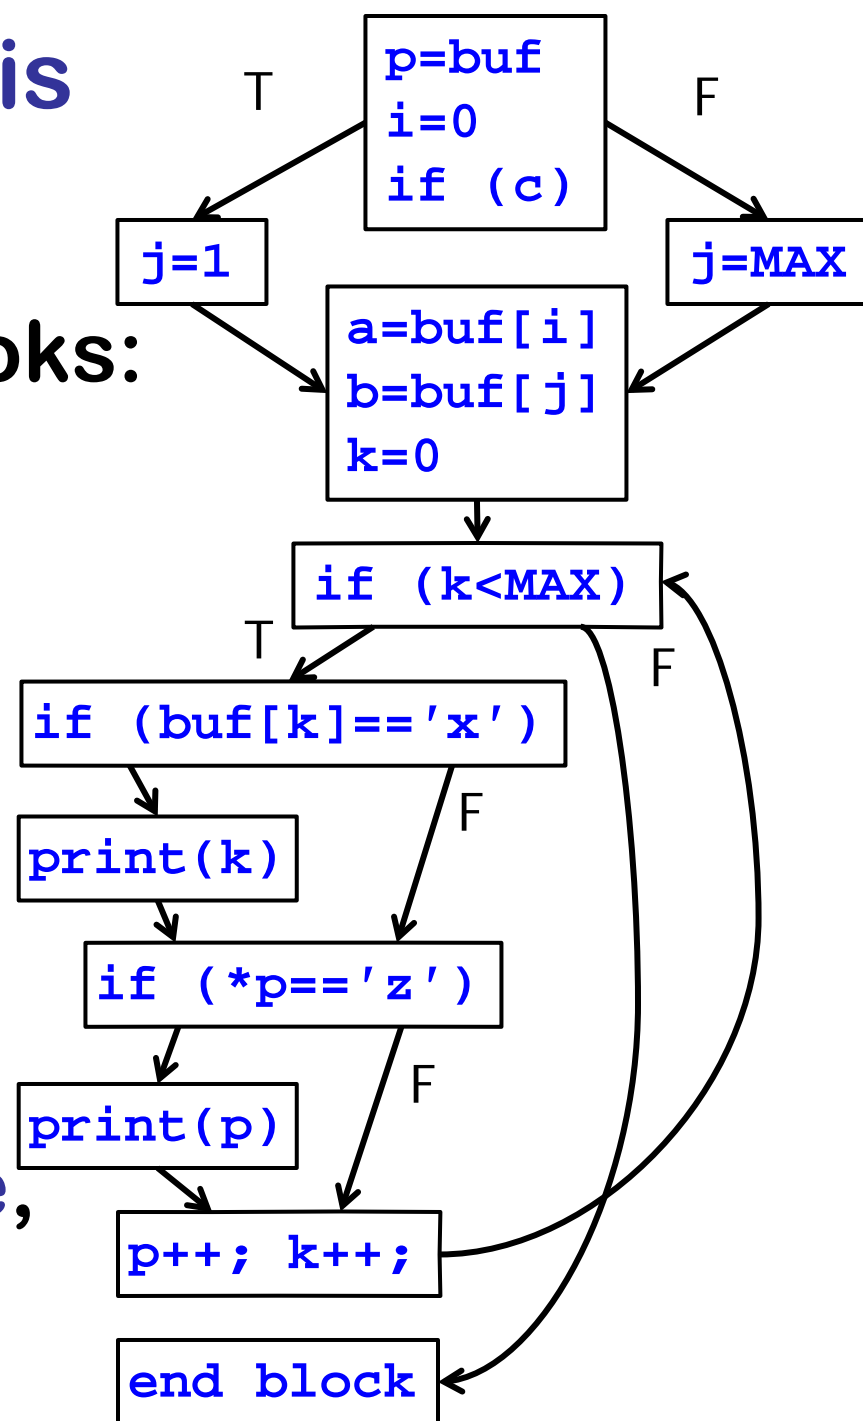 is
p=buf
i=0
if (c)
T
F
j=1
j=MAX
oks:
a=buf[i]
b=buf[j]
k=0
if (k<MAX)
T
F
if (buf[k]=='x')
F
print(k)
if (*p=='z')
F
print(p)
,
p++; k++;
end block